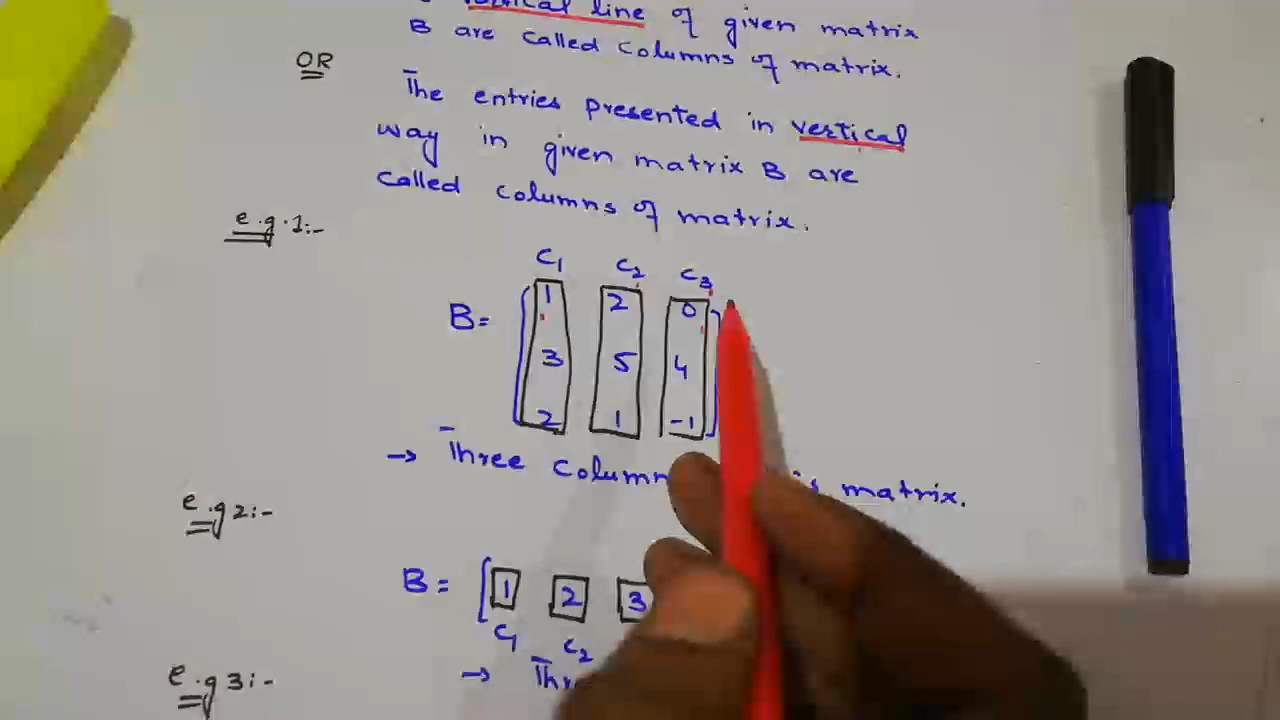 vertical line of given matrix
B are called columns of matrix.
OR
The entries presented in vertical
way in given matrix B are
called columns of matrix.
e.g.1:-
C1 C2 C3
B= [ 1 2 0 ]
3 5 4
2 1 -1
→ Three column matrix.
e.g2:-
B= [ 1 2 3
C1 C2
→
e.g3:-